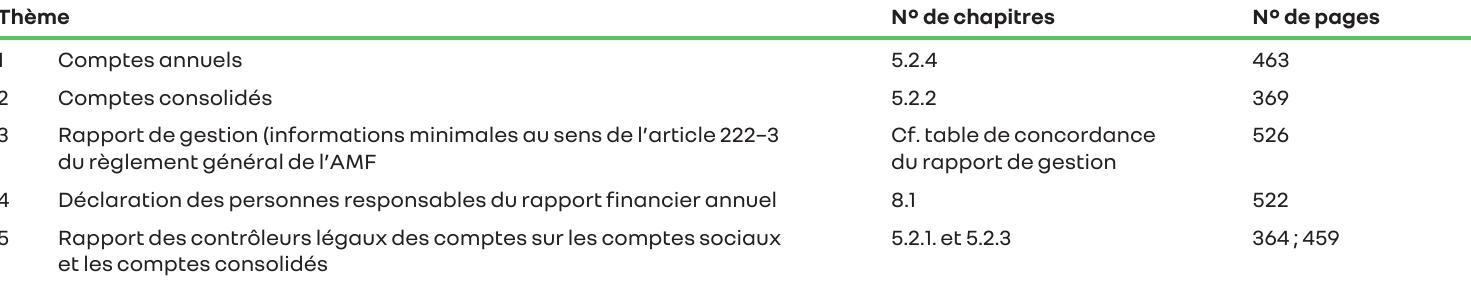 Thème Nº de chapitres Nº de pages
1 Comptes annuels 5.2.4 463
2 Comptes consolidés 5.2.2 369
3 Rapport de gestion (informations minimales au sens de l’article 222–3 Cf. table de concordance 526
du règlement général de l’AMF du rapport de gestion
4 Déclaration des personnes responsables du rapport financier annuel 8.1 522
5 Rapport des contrôleurs légaux des comptes sur les comptes sociaux 5.2.1. et 5.2.3 364 ; 459
et les comptes consolidés